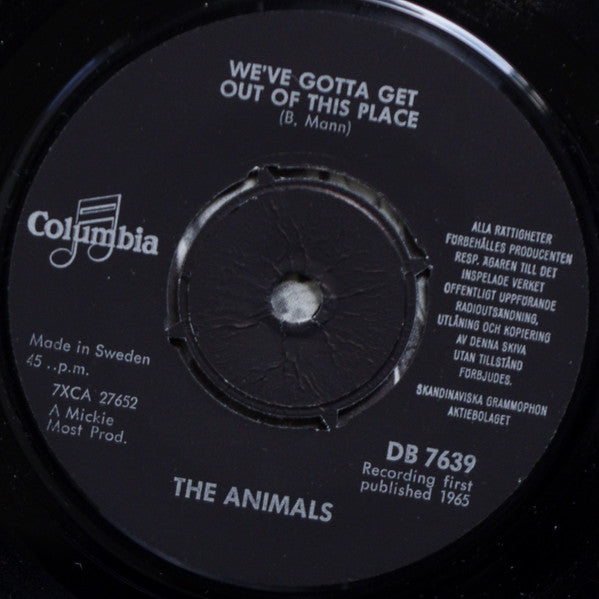 WE'VE GOTTA GET
OUT OF THIS PLACE
(B. Mann)
Columbia
ALLA RÄTTIGHETER
FÖRBEHÅLLES PRODUCENTEN
RESP. ÄGAREN TILL DET
INSPELADE VERKET
OFFENTLIGT UPPFÖRANDE
RADIOUTSÄNDNING,
UTLÅNING OCH KOPIERING
AV DENNA SKIVA
UTAN TILLSTÅND
FÖRBJUDES.
SKANDINAVISKA GRAMMOPHON
AKTIEBOLAGET
Made in Sweden
45 ..p.m.
7XCA 27652
A Mickie
Most Prod.
DB 7639
Recording first
published 1965
THE ANIMALS